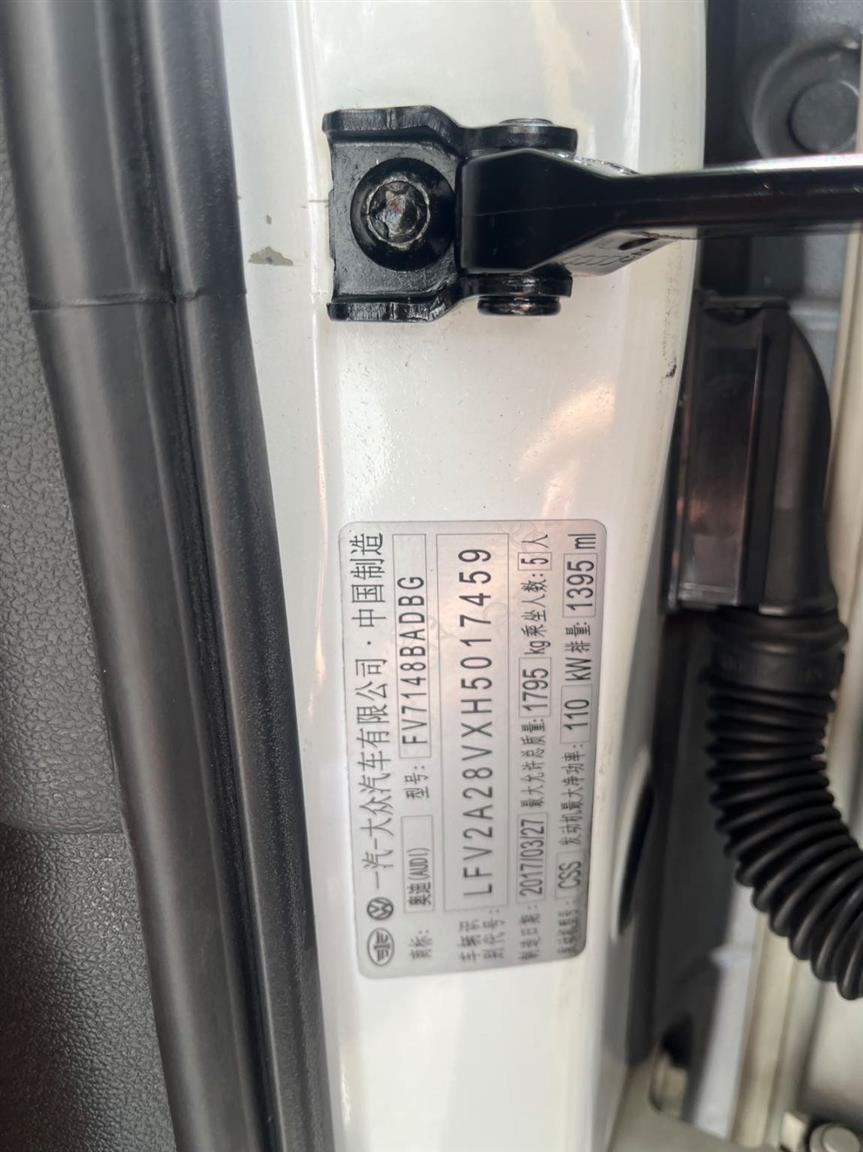 一汽-大众汽车有限公司·中国制造
商标: 奥迪(AUDI) 型号: FV7148BADBG
车辆识别代号: LFV2A28VXH5017459
制造日期: 2017/03/27 最大允许总质量: 1795 kg 乘坐人数: 5 人
发动机型号: CSS 发动机最大净功率: 110 kW 排量: 1395 ml